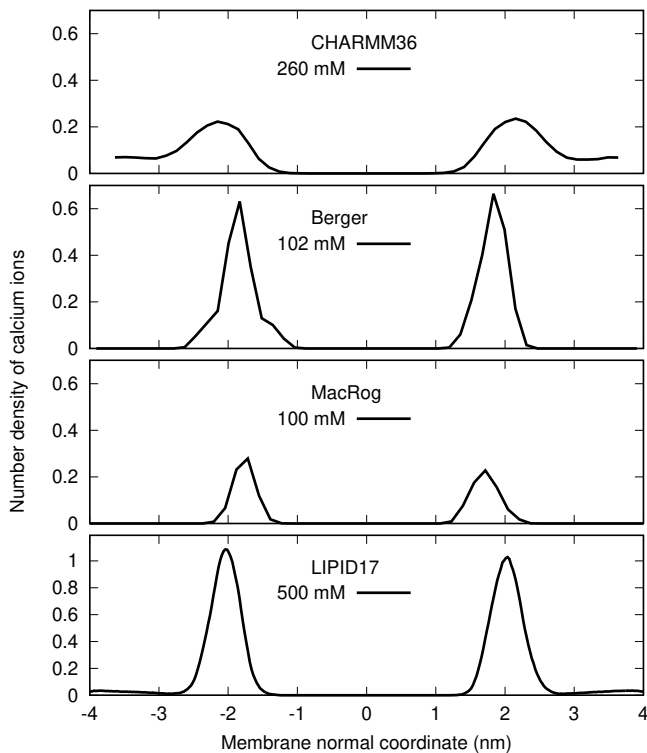 0.6
CHARMM36
260 mM
0.4
0.2
0
0.6
Berger
102 mM
0.4
0.2
0
0.6
MacRog
100 mM
0.4
0.2
0
1
LIPID17
500 mM
0.8
0.6
0.4
0.2
0
-4 -3 -2 -1 0 1 2 3 4
Membrane normal coordinate (nm)
Number density of calcium ions